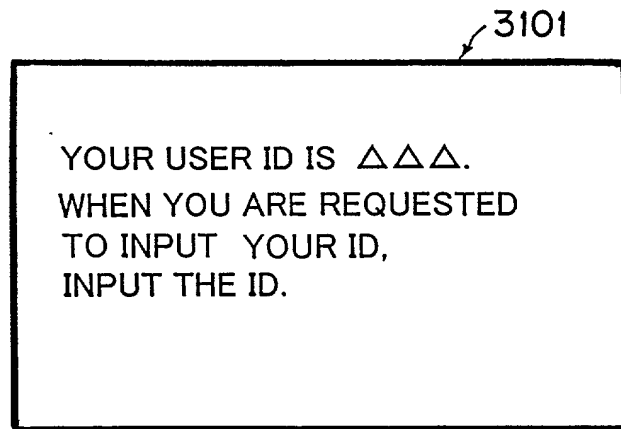 3101
YOUR USER ID IS △△△.
WHEN YOU ARE REQUESTED
TO INPUT YOUR ID,
INPUT THE ID.